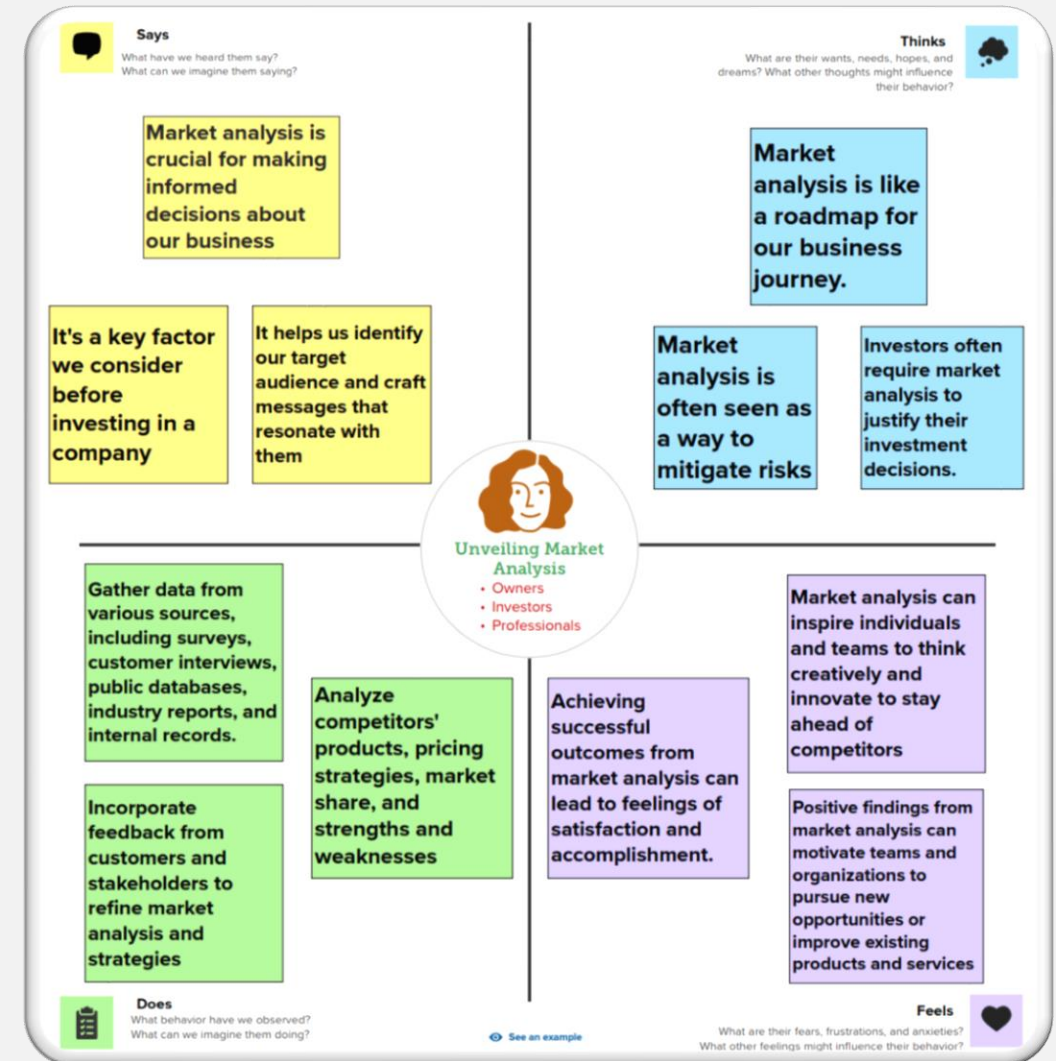 Says
What have we heard them say?
What can we imagine them saying?
Market analysis is
crucial for making
informed
decisions about
our business
It's a key factor
we consider
before
investing in a
company
It helps us identify
our target
audience and craft
messages that
resonate with
them
Thinks
What are their wants, needs, hopes, and
dreams? What other thoughts might influence
their behavior?
Market
analysis is like
a roadmap for
our business
journey.
Market
analysis is
often seen as
a way to
mitigate risks
Investors often
require market
analysis to
justify their
investment
decisions.
Unveiling Market
Analysis
• Owners
• Investors
• Professionals
Gather data from
various sources,
including surveys,
customer interviews,
public databases,
industry reports, and
internal records.
Analyze
competitors'
products, pricing
strategies, market
share, and
strengths and
weaknesses
Incorporate
feedback from
customers and
stakeholders to
refine market
analysis and
strategies
Does
What behavior have we observed?
What can we imagine them doing?
See an example
Achieving
successful
outcomes from
market analysis can
lead to feelings of
satisfaction and
accomplishment.
Market analysis can
inspire individuals
and teams to think
creatively and
innovate to stay
ahead of
competitors
Positive findings from
market analysis can
motivate teams and
organizations to
pursue new
opportunities or
improve existing
products and services
Feels
What are their fears, frustrations, and anxieties?
What other feelings might influence their behavior?